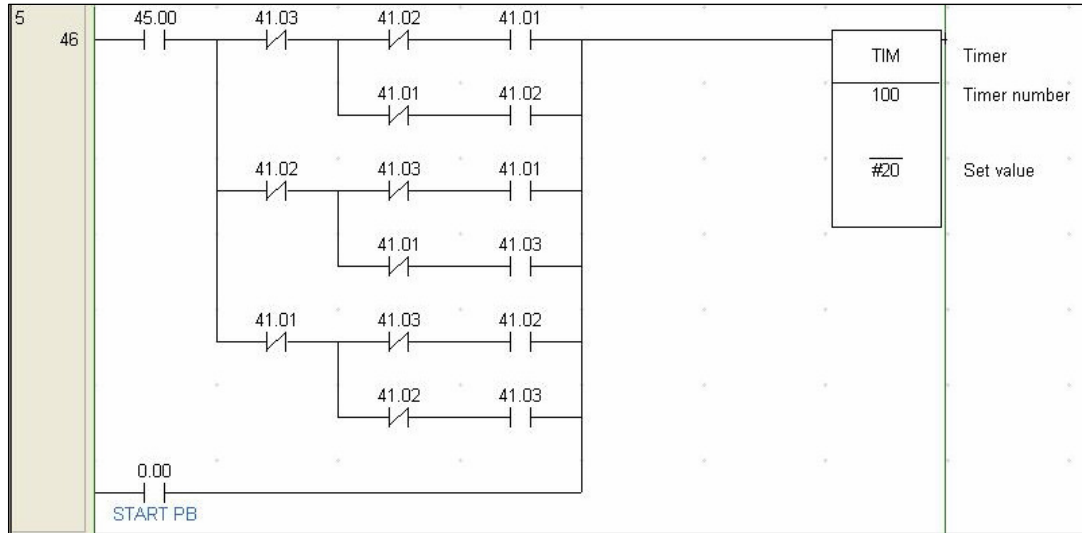 5 45.00 41.03 41.02 41.01
46
TIM Timer
41.01 41.02 100 Timer number
41.02 41.03 41.01 #20 Set value
41.01 41.03
41.01 41.03 41.02
41.02 41.03
0.00
START PB